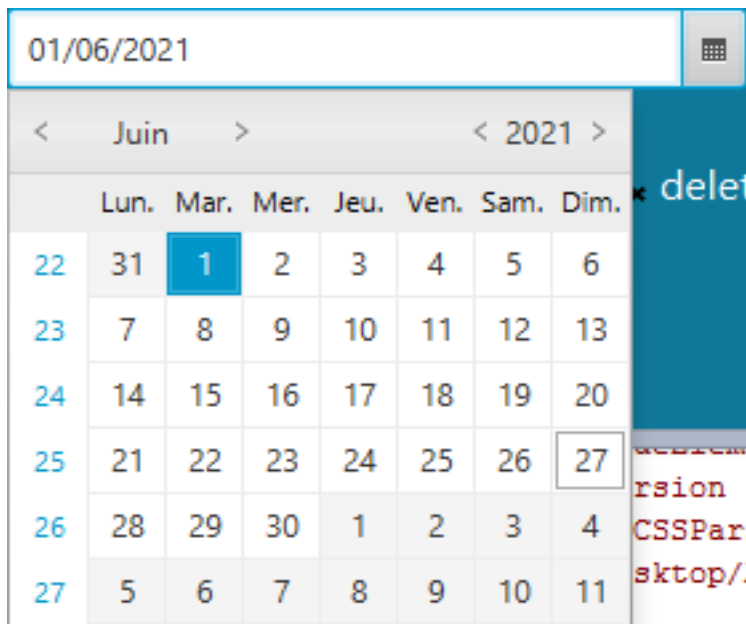 01/06/2021
< Juin > < 2021 >
Lun. Mar. Mer. Jeu. Ven. Sam. Dim.
22 31 1 2 3 4 5 6
23 7 8 9 10 11 12 13
24 14 15 16 17 18 19 20
25 21 22 23 24 25 26 27
26 28 29 30 1 2 3 4
27 5 6 7 8 9 10 11
delet
rsion
CSSPar
sktop/